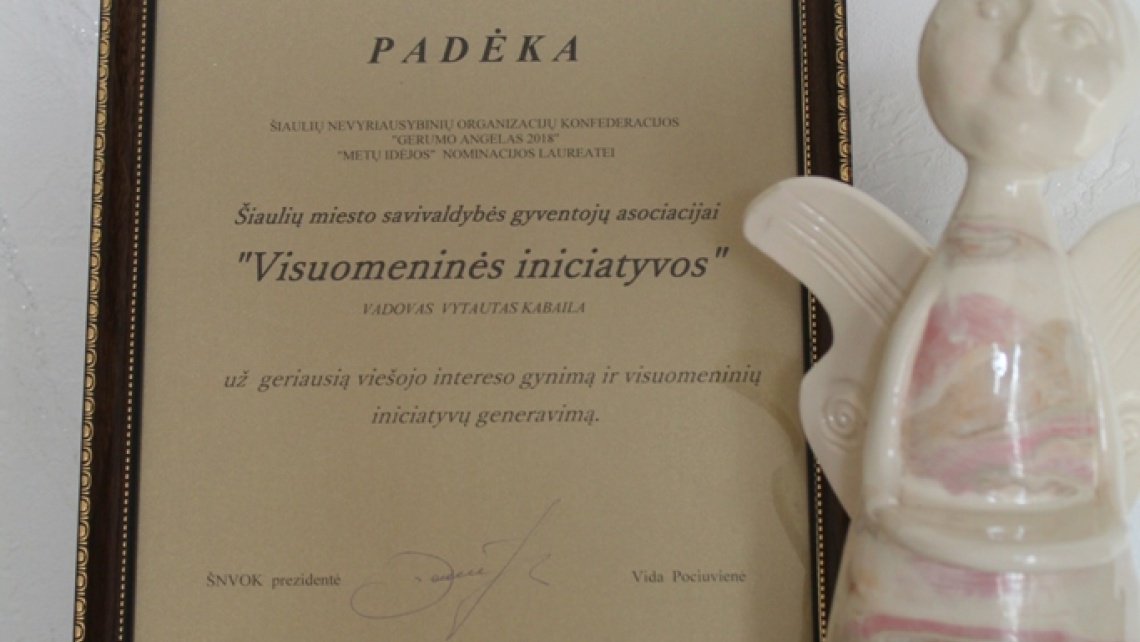 PADĖKA
ŠIAULIŲ NEVYRIAUSYBINIŲ ORGANIZACIJŲ KONFEDERACIJOS
"GERUMO ANGELAS 2018"
"METŲ IDĖJOS" NOMINACIJOS LAUREATEI
Šiaulių miesto savivaldybės gyventojų asociacijai
"Visuomeninės iniciatyvos"
VADOVAS VYTAUTAS KABAILA
už geriausią viešojo intereso gynimą ir visuomeninių
iniciatyvų generavimą.
ŠNVOK prezidentė Vida Pociuvienė